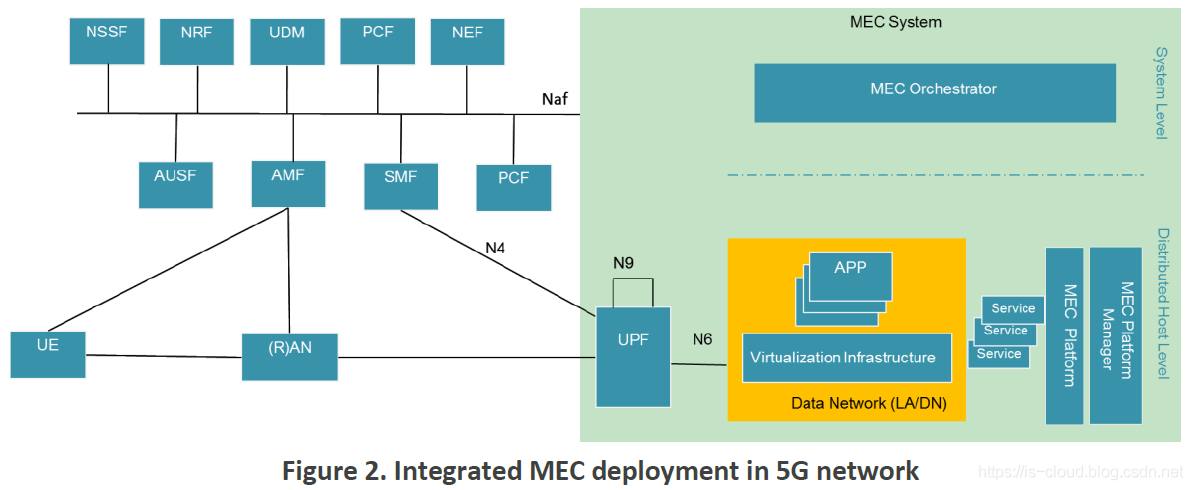 NSSF
NRF
UDM
PCF
NEF
MEC System
MEC Orchestrator
System Level
Naf
AUSF
AMF
SMF
PCF
N4
N9
APP
Distributed Host Level
UE
(R)AN
UPF
N6
Virtualization Infrastructure
Data Network (LA/DN)
Service
Service
Service
MEC Platform
MEC Platform
Manager
Figure 2. Integrated MEC deployment in 5G network
https://is-cloud.blog.csdn.net